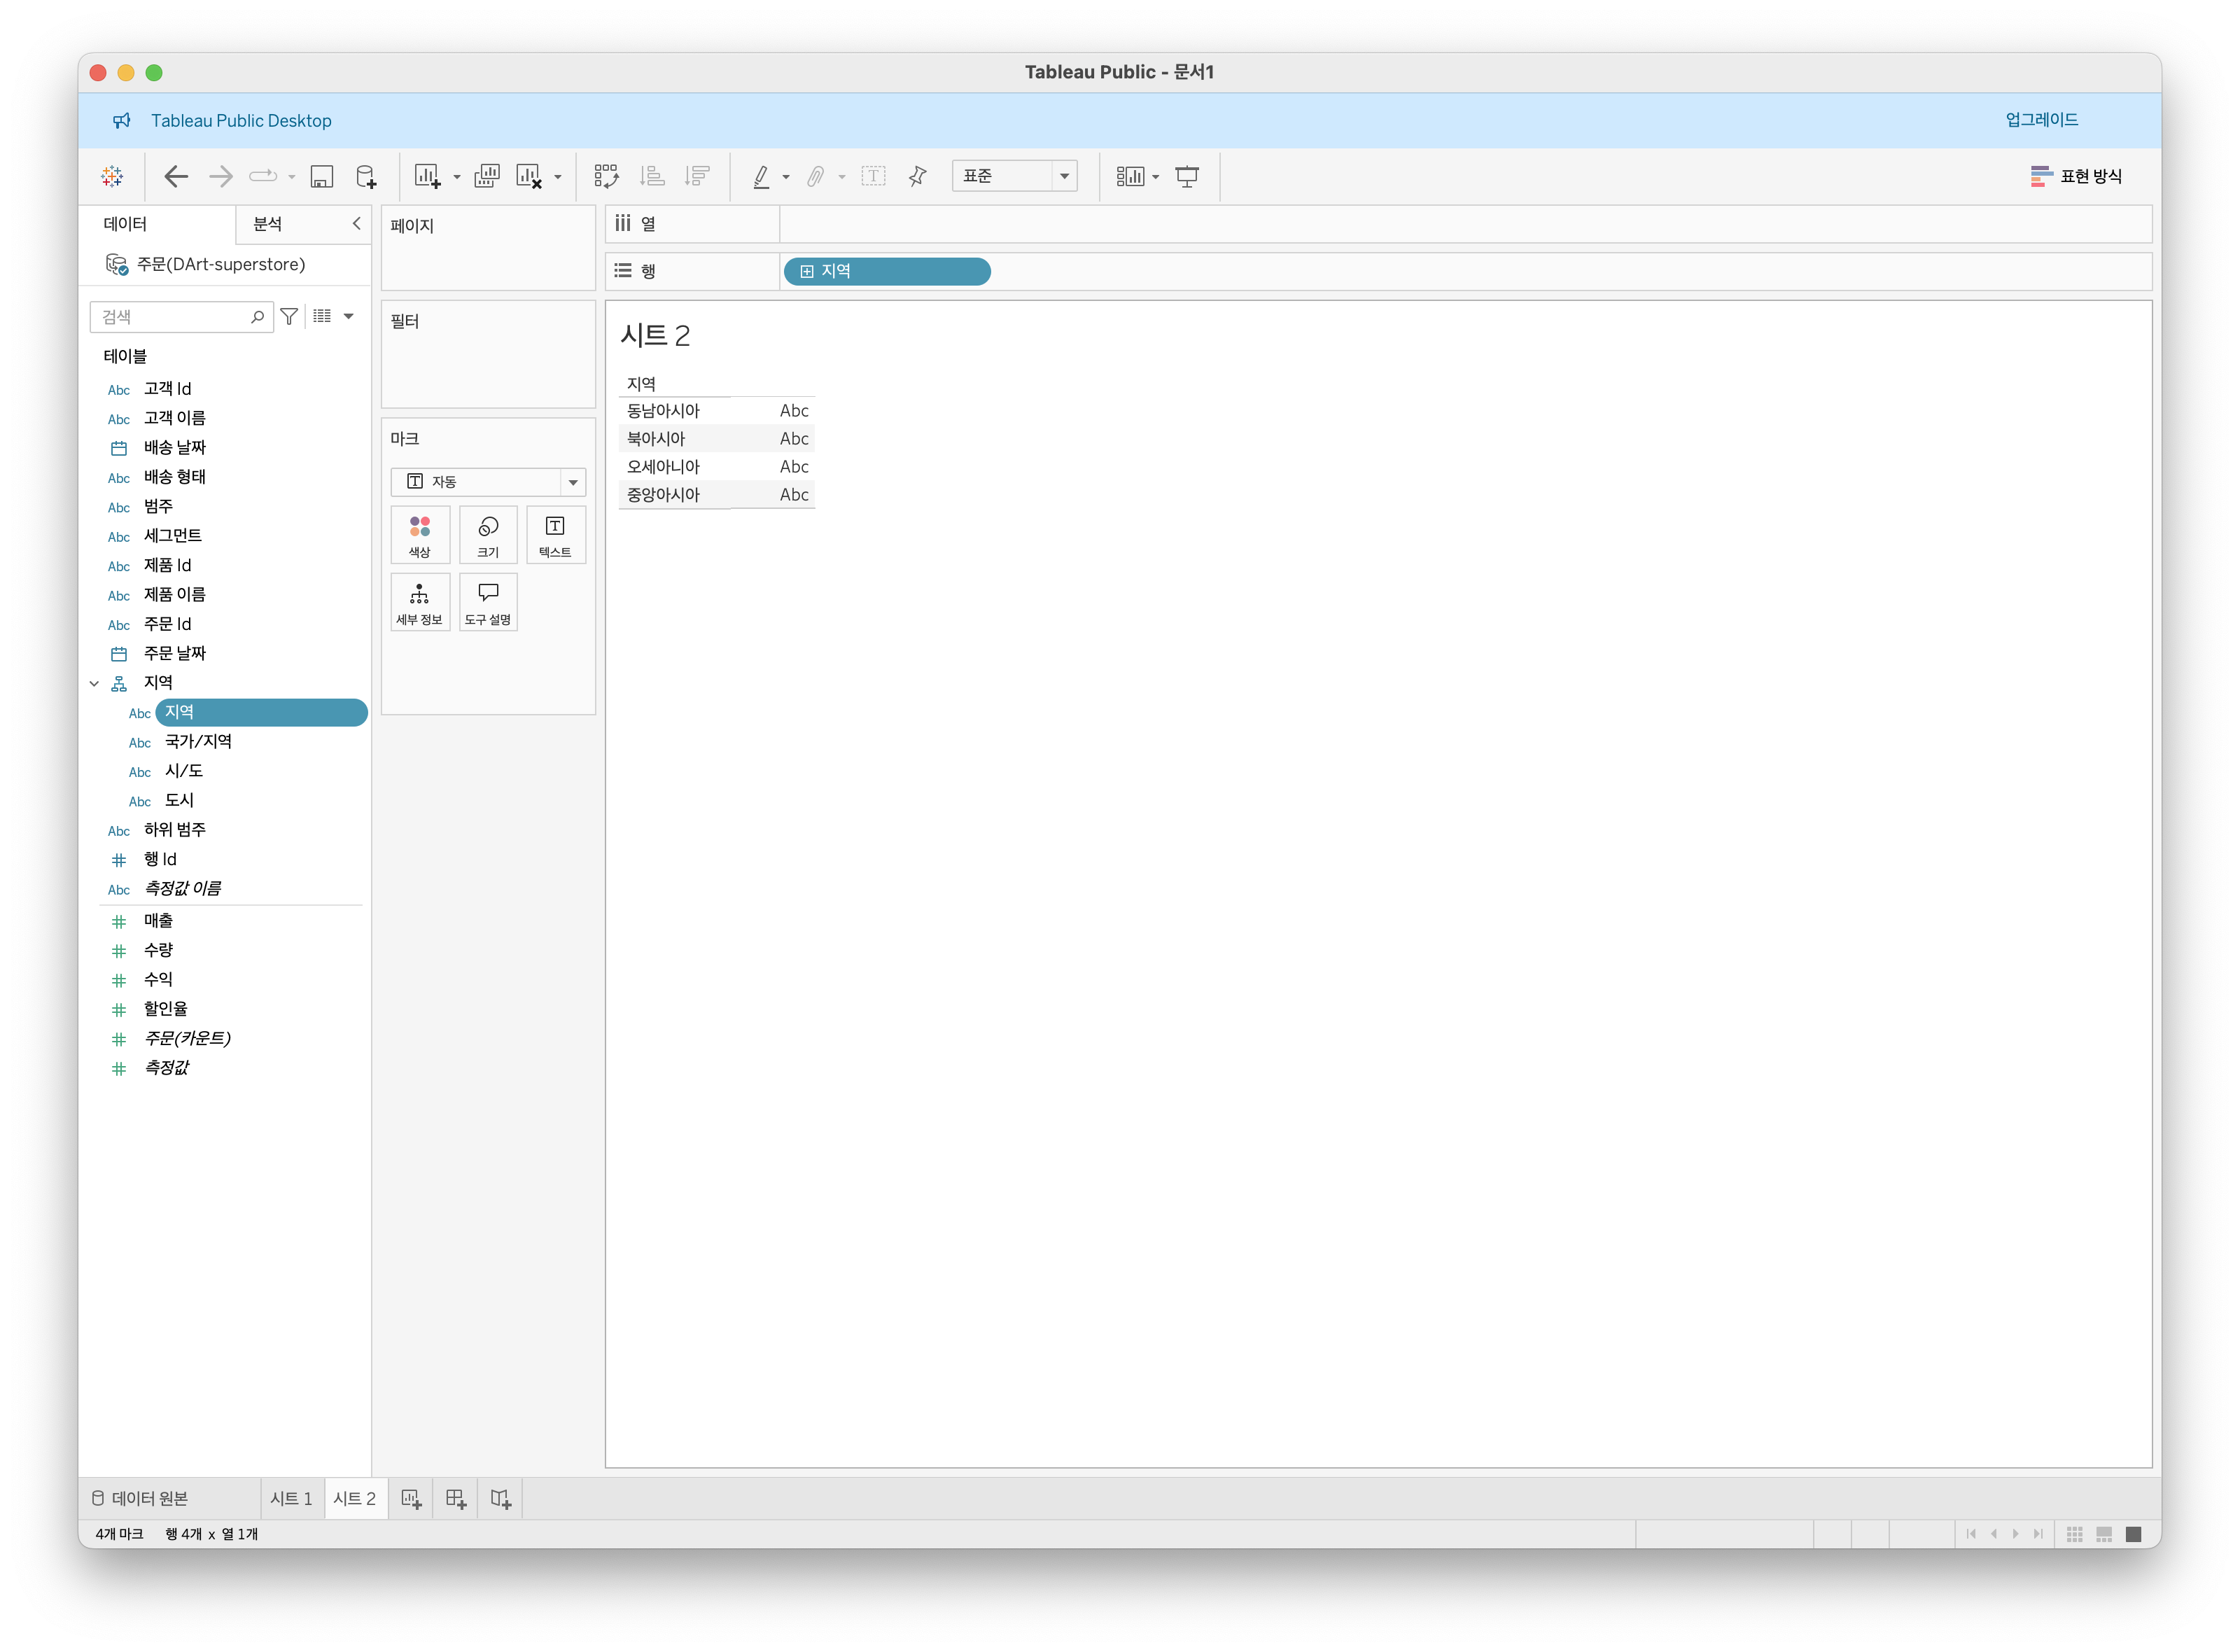 Tableau Public - 문서1
Tableau Public Desktop
업그레이드
표준
표현 방식
데이터
분석
주문(DArt-superstore)
검색
테이블
Abc 고객 Id
Abc 고객 이름
배송 날짜
Abc 배송 형태
Abc 범주
Abc 세그먼트
Abc 제품 Id
Abc 제품 이름
Abc 주문 Id
주문 날짜
지역
Abc 지역
Abc 국가/지역
Abc 시/도
Abc 도시
Abc 하위 범주
# 행 Id
Abc 측정값 이름
# 매출
# 수량
# 수익
# 할인율
# 주문(카운트)
# 측정값
페이지
필터
마크
T 자동
색상
크기
텍스트
세부 정보
도구 설명
열
행
지역
시트 2
지역
동남아시아 Abc
북아시아 Abc
오세아니아 Abc
중앙아시아 Abc
데이터 원본
시트 1
시트 2
4개 마크
행 4개 x 열 1개